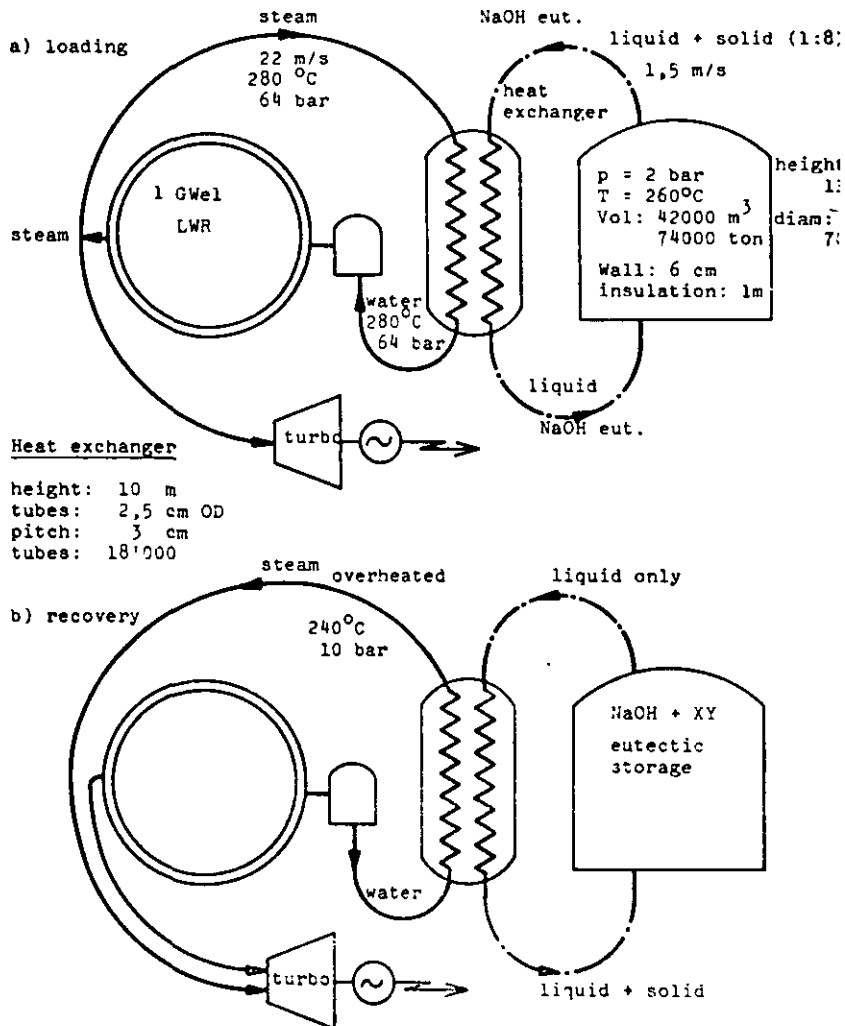 a) loading
steam
22 m/s
280 °C
64 bar
NaOH eut.
liquid + solid (1:8)
1,5 m/s
heat
exchanger
1 GWel
LWR
steam
water
280°C
64 bar
p = 2 bar
T = 260°C
Vol: 42000 m³
74000 ton
Wall: 6 cm
insulation: 1m
height
diam:
liquid
NaOH eut.
turbo
Heat exchanger
height: 10 m
tubes: 2,5 cm OD
pitch: 3 cm
tubes: 18'000
b) recovery
steam overheated
240°C
10 bar
liquid only
NaOH + XY
eutectic
storage
water
turbo
liquid + solid